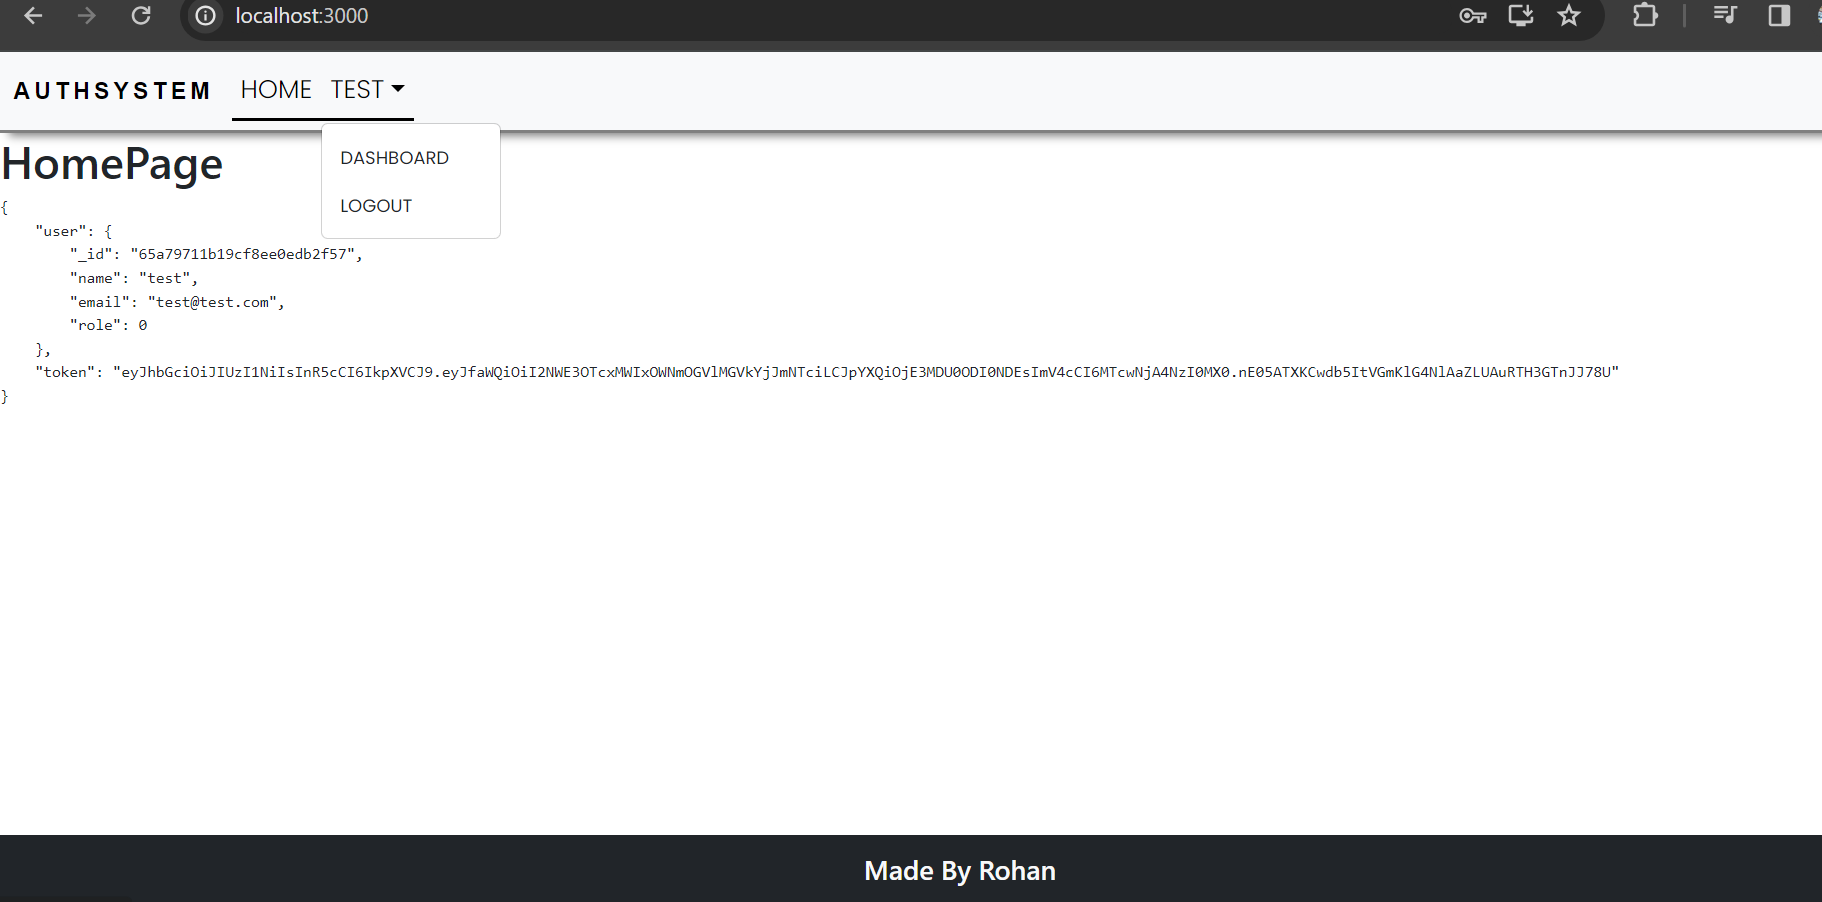 localhost:3000
AUTHSYSTEM HOME TEST
DASHBOARD
LOGOUT
HomePage
{
"user": {
"_id": "65a79711b19cf8ee0edb2f57",
"name": "test",
"email": "test@test.com",
"role": 0
},
"token": "eyJhbGciOiJIUzI1NiIsInR5cCI6IkpXVCJ9.eyJfaWQiOiI2NWE3OTcxMWIxOWNmOGVlMGVkYjJmNTciLCJpYXQiOjE3MDU0ODI0NDEsImV4cCI6MTcwNjA4NzI0MX0.nE05ATXKCwdb5ItVGmKlG4NlAaZLUAuRTH3GTnJJ78U"
}
Made By Rohan